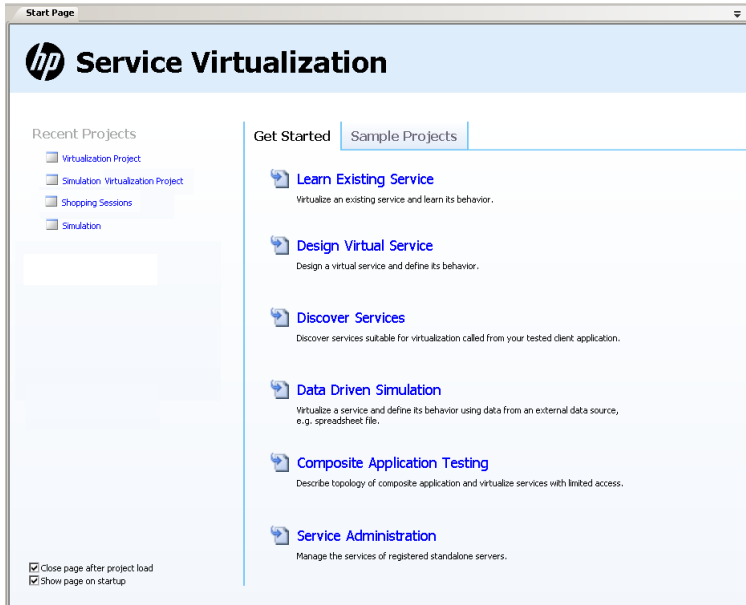 Start Page
hp Service Virtualization
Recent Projects
Virtualization Project
Simulation Virtualization Project
Shopping Sessions
Simulation
Close page after project load
Show page on startup
Get Started
Sample Projects
Learn Existing Service
Virtualize an existing service and learn its behavior.
Design Virtual Service
Design a virtual service and define its behavior.
Discover Services
Discover services suitable for virtualization called from your tested client application.
Data Driven Simulation
Virtualize a service and define its behavior using data from an external data source,
e.g. spreadsheet file.
Composite Application Testing
Describe topology of composite application and virtualize services with limited access.
Service Administration
Manage the services of registered standalone servers.